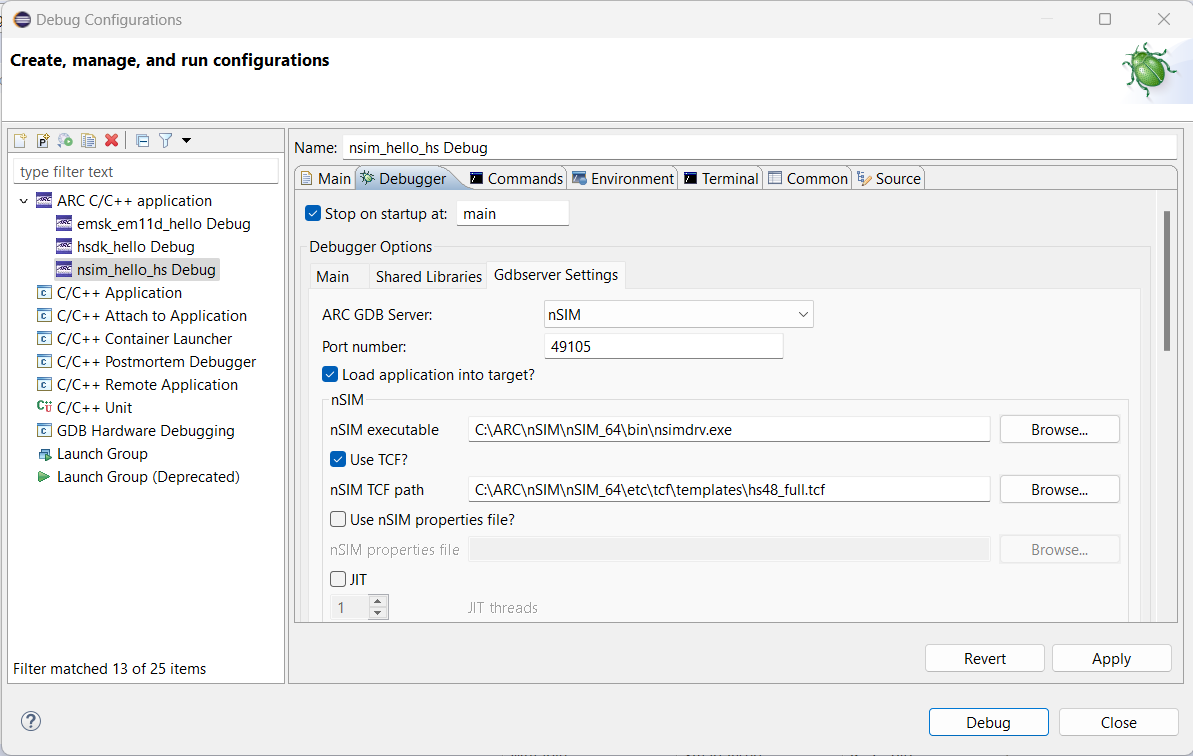 Debug Configurations
Create, manage, and run configurations
type filter text
ARC C/C++ application
emsk_em11d_hello Debug
hsdk_hello Debug
nsim_hello_hs Debug
C/C++ Application
C/C++ Attach to Application
C/C++ Container Launcher
C/C++ Postmortem Debugger
C/C++ Remote Application
C/C++ Unit
GDB Hardware Debugging
Launch Group
Launch Group (Deprecated)
Filter matched 13 of 25 items
Name: nsim_hello_hs Debug
Main Debugger Commands Environment Terminal Common Source
Stop on startup at: main
Debugger Options
Main Shared Libraries Gdbserver Settings
ARC GDB Server: nSIM
Port number: 49105
Load application into target?
nSIM
nSIM executable C:\ARC\nSIM\nSIM_64\bin\nsimdrv.exe Browse...
Use TCF?
nSIM TCF path C:\ARC\nSIM\nSIM_64\etc\tcf\templates\hs48_full.tcf Browse...
Use nSIM properties file?
nSIM properties file Browse...
JIT
1 JIT threads
Revert Apply
Debug Close